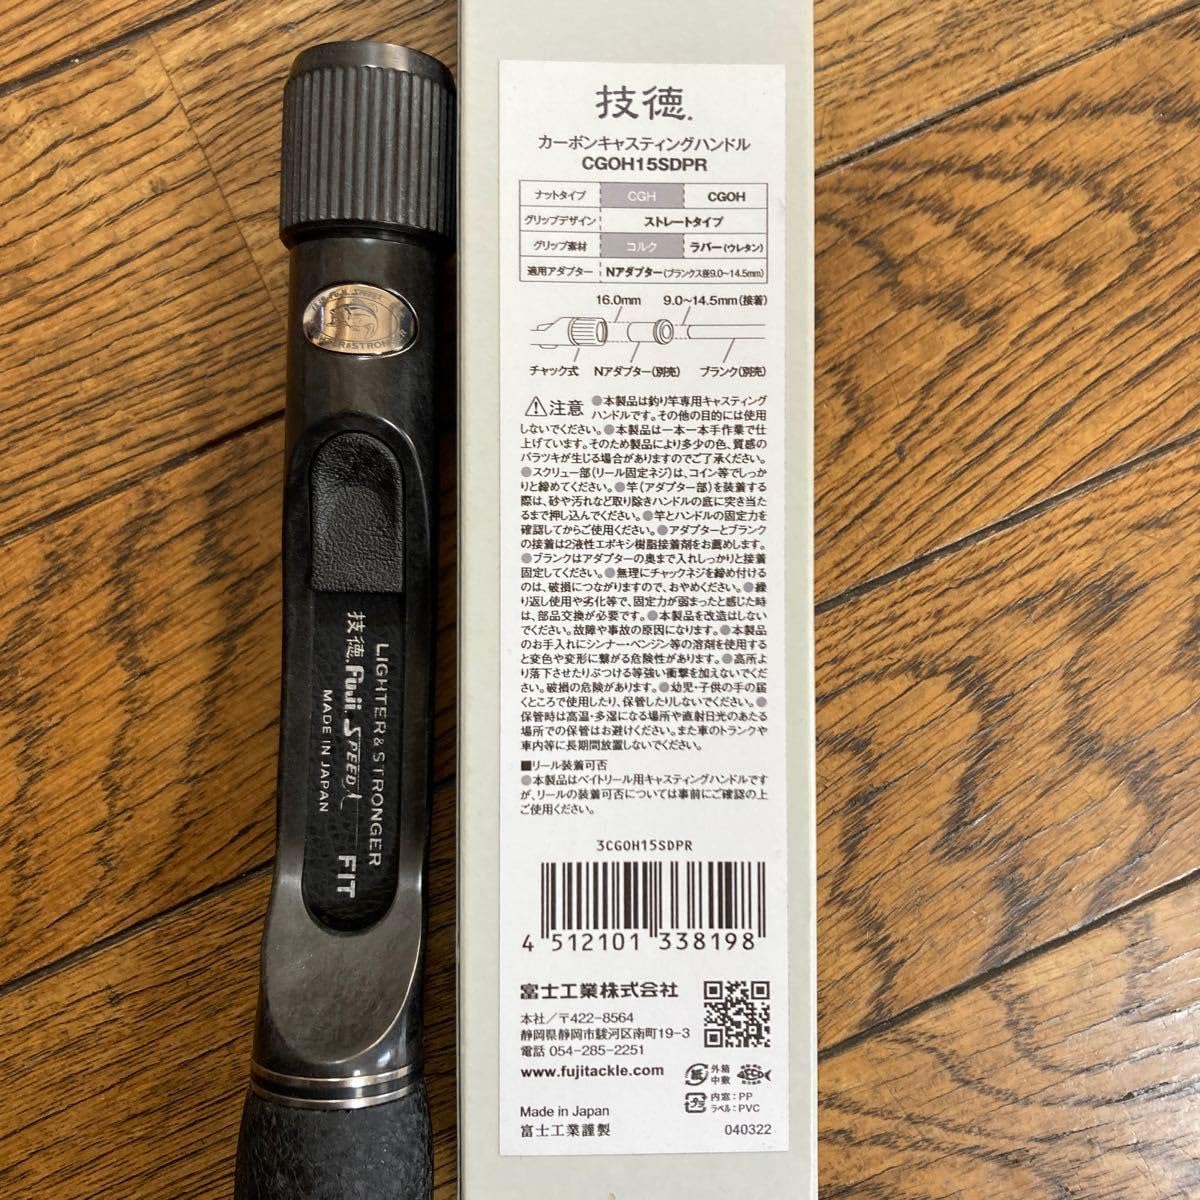 技徳.
カーボンキャスティングハンドル
CGOH15SDPR
ナットタイプ CGH CGOH
グリップデザイン ストレートタイプ
グリップ素材 コルク ラバー(ウレタン)
適用アダプター Nアダプター(ブランクス径9.0~14.5mm)
16.0mm 9.0~14.5mm(接着)
チャック式 Nアダプター(別売) ブランク(別売)
⚠注意 ●本製品は釣り竿専用キャスティング
ハンドルです。その他の目的には使用
しないでください。●本製品は一本一本手作業で仕
上げています。そのため製品により多少の色、質感の
バラツキが生じる場合がありますのでご了承ください。
●スクリュー部(リール固定ネジ)は、コイン等でしっか
りと締めてください。●竿(アダプター部)を装着する
際は、砂や汚れなど取り除きハンドルの底に突き当た
るまで押し込んでください。●竿とハンドルの固定力を
確認してからご使用ください。●アダプターとブランク
の接着は2液性エポキシ樹脂接着剤をお薦めします。
●ブランクはアダプターの奥まで入れしっかりと接着
固定してください。●無理にチャックネジを締め付ける
のは、破損につながりますので、おやめください。●繰
り返し使用や劣化等で、固定力が弱まったと感じた時
は、部品交換が必要です。●本製品を改造はしない
でください。故障や事故の原因になります。●本製品
のお手入れにシンナー・ベンジン等の溶剤を使用する
と変色や変形に繋がる危険性があります。●高所よ
り落下させたりぶつける等強い衝撃を加えないでくだ
さい。破損の危険があります。●幼児・子供の手の届
くところで使用したり、保管したりしないでください。●
保管時は高温・多湿になる場所や直射日光のあたる
場所での保管はお避けください。また車のトランクや
車内等に長期間放置しないでください。
■リール装着可否
●本製品はベイトリール用キャスティングハンドルです
が、リールの装着可否については事前にご確認の上
ご使用ください。
3CGOH15SDPR
4 512101 338198
富士工業株式会社
本社/〒422-8564
静岡県静岡市駿河区南町19-3
電話 054-285-2251
www.fujitackle.com
紙 外箱 中敷
プラ 内窓:PP ラベル:PVC
Made in Japan
富士工業謹製 040322
LIGHTER & STRONGER
技徳. Fuji. SPEED FIT
MADE IN JAPAN